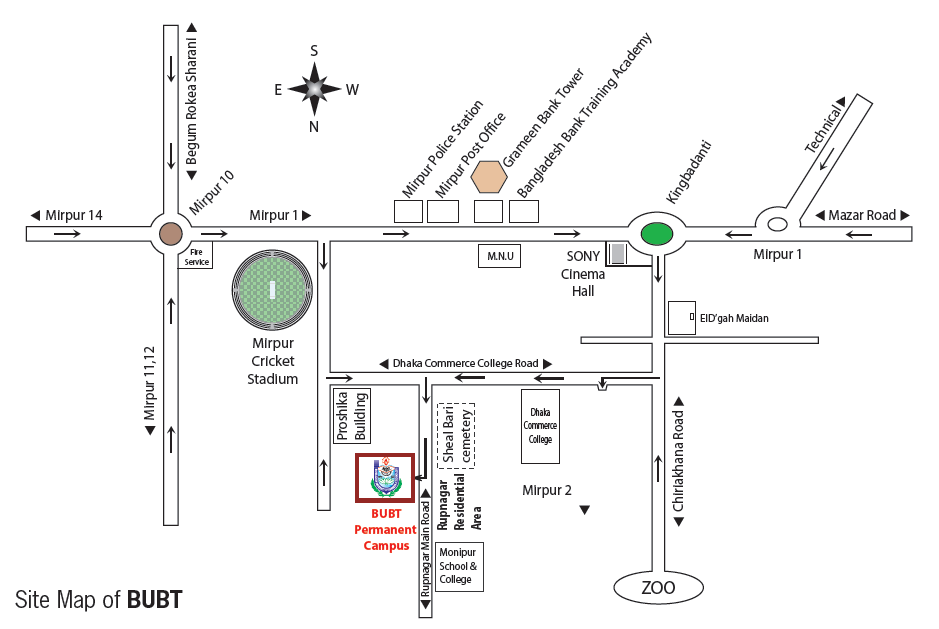 S
E W
N
Begum Rokea Sharani
Mirpur 10
Mirpur 14
Mirpur 1
Mirpur Police Station
Mirpur Post Office
Grameen Bank Tower
Bangladesh Bank Training Academy
Kingbadanti
Technical
Mazar Road
Mirpur 1
Fire
Service
M.N.U
SONY
Cinema
Hall
EID'gah Maidan
Mirpur
Cricket
Stadium
Mirpur 11,12
Dhaka Commerce College Road
Proshika
Building
Sheal Bari
cemetery
Dhaka
Commerce
College
Chiriakhana Road
Mirpur 2
BUBT
Permanent
Campus
Rupnagar Main Road
Rupnagar
Residential
Area
Monipur
School &
College
ZOO
Site Map of BUBT